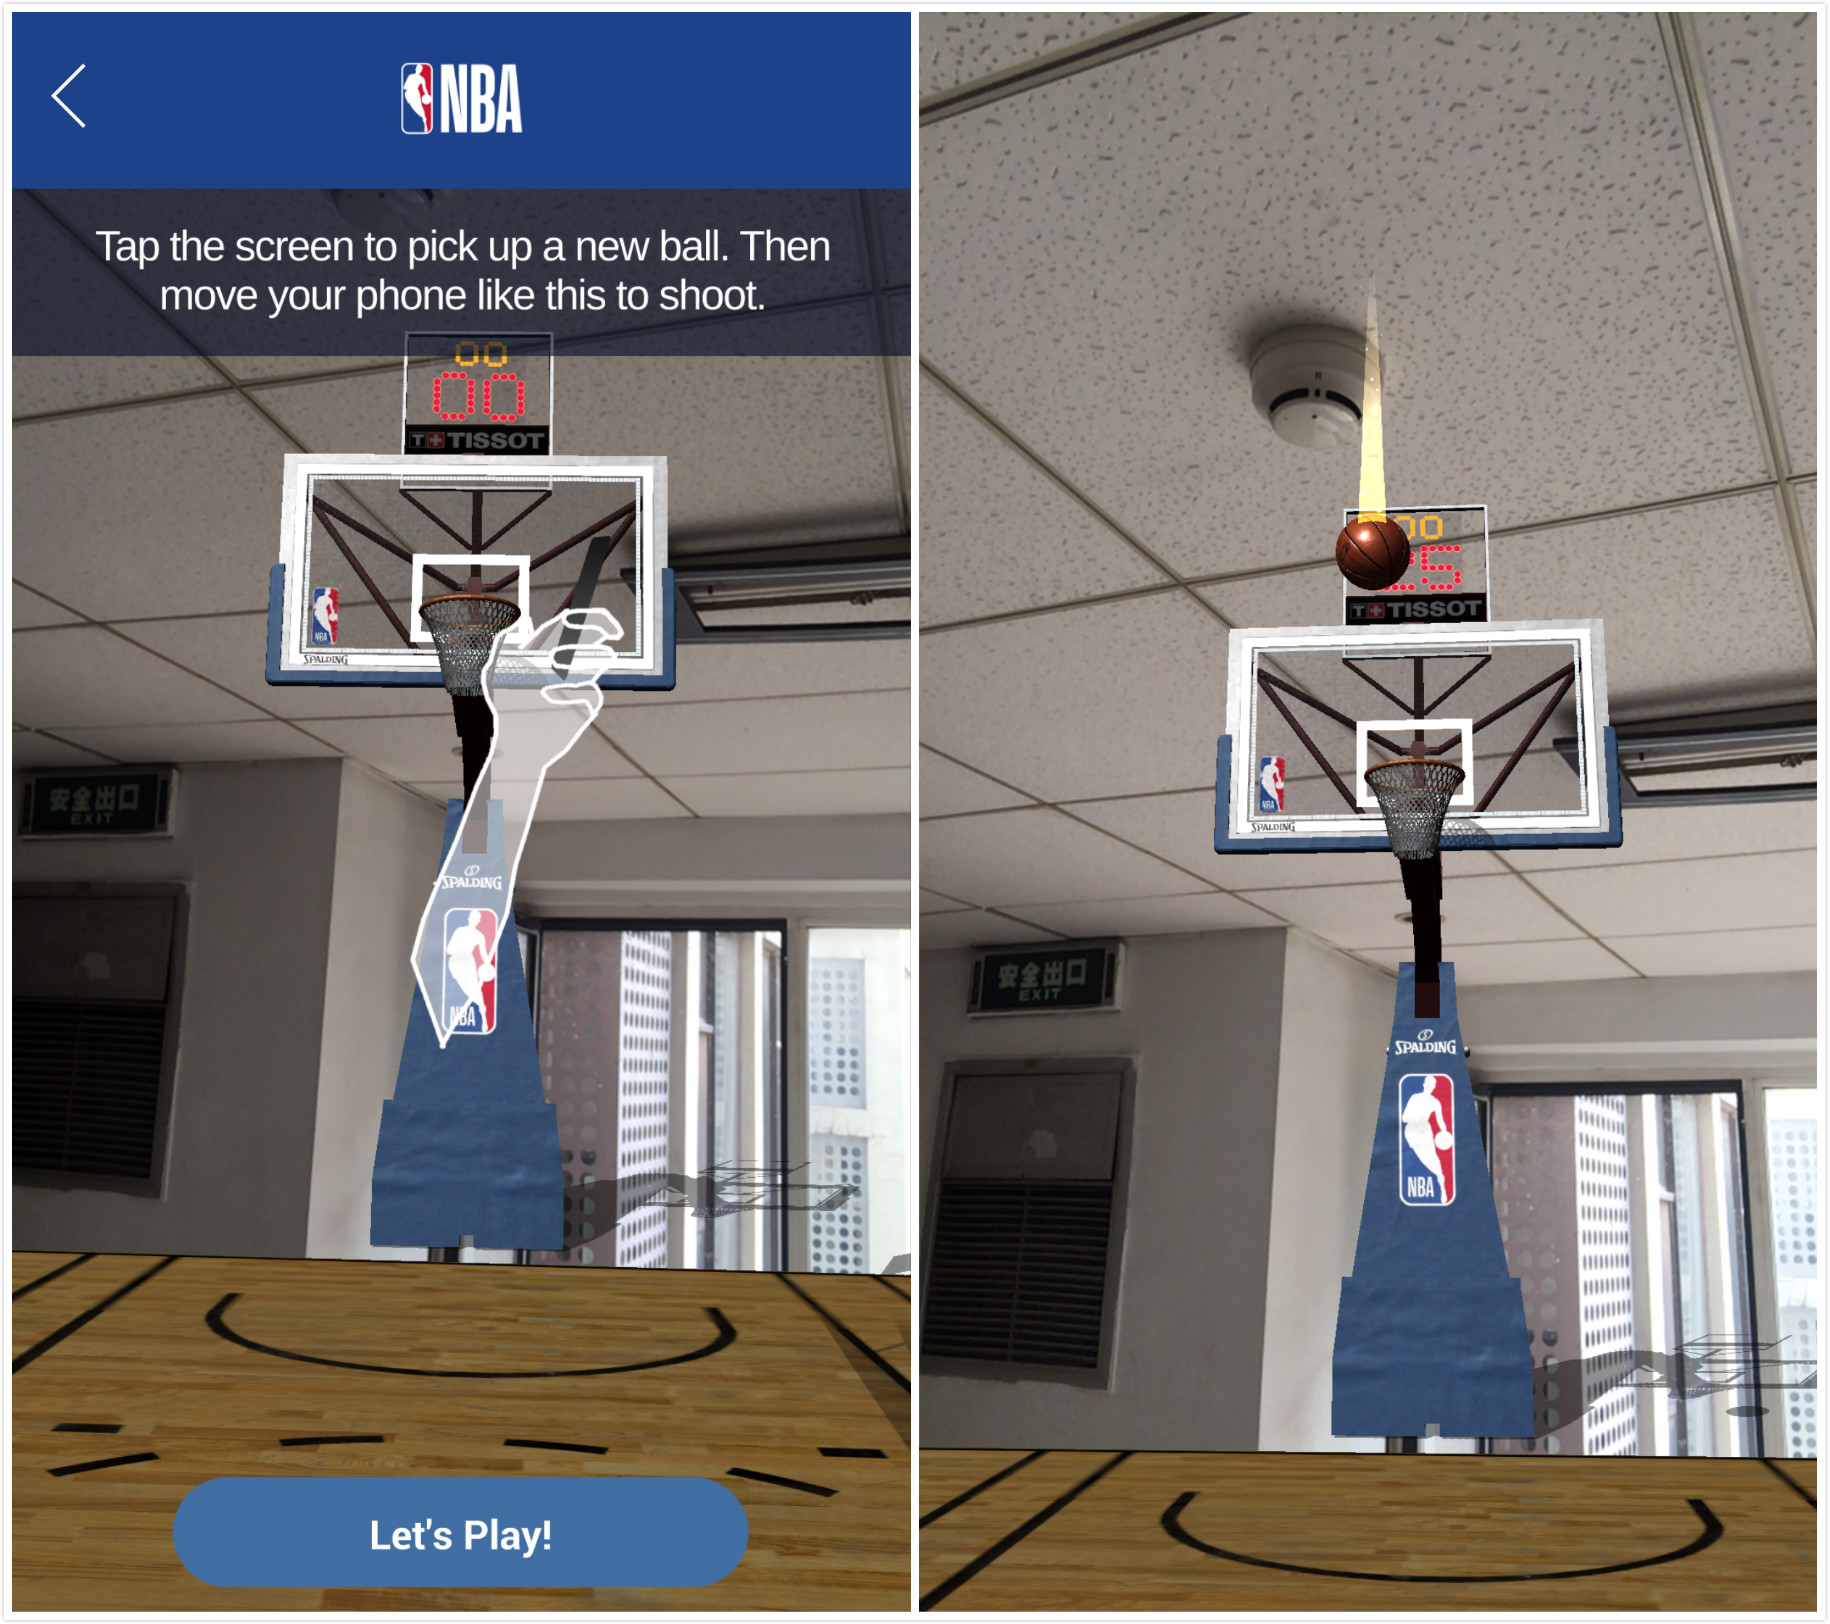 NBA
Tap the screen to pick up a new ball. Then
move your phone like this to shoot.
00
00
T+ TISSOT
NBA
SPALDING
安全出口
EXIT
SPALDING
NBA
Let's Play!
00
5
T+ TISSOT
NBA
SPALDING
安全出口
EXIT
SPALDING
NBA